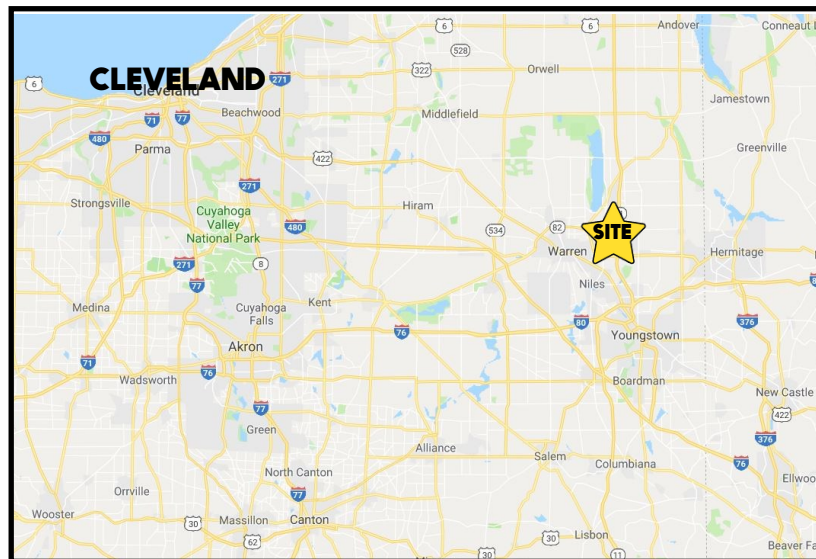 6
6
Andover
Conneaut L
528
322
Orwell
CLEVELAND
Cleveland
271
6
Jamestown
Beachwood
Middlefield
71
77
480
Parma
Greenville
422
271
Strongsville
Cuyahoga
Valley
National Park
Hiram
480
534
82
SITE
Warren
Hermitage
8
271
77
Niles
Medina
Cuyahoga
Falls
Kent
76
80
376
Youngstown
Akron
71
Wadsworth
76
Boardman
77
New Castle
422
Green
376
Alliance
Salem
Columbiana
76
North Canton
77
Ellwoo
Orrville
Wooster
30
Massillon
Canton
62
Lisbon
30
30
11
Beaver Fa